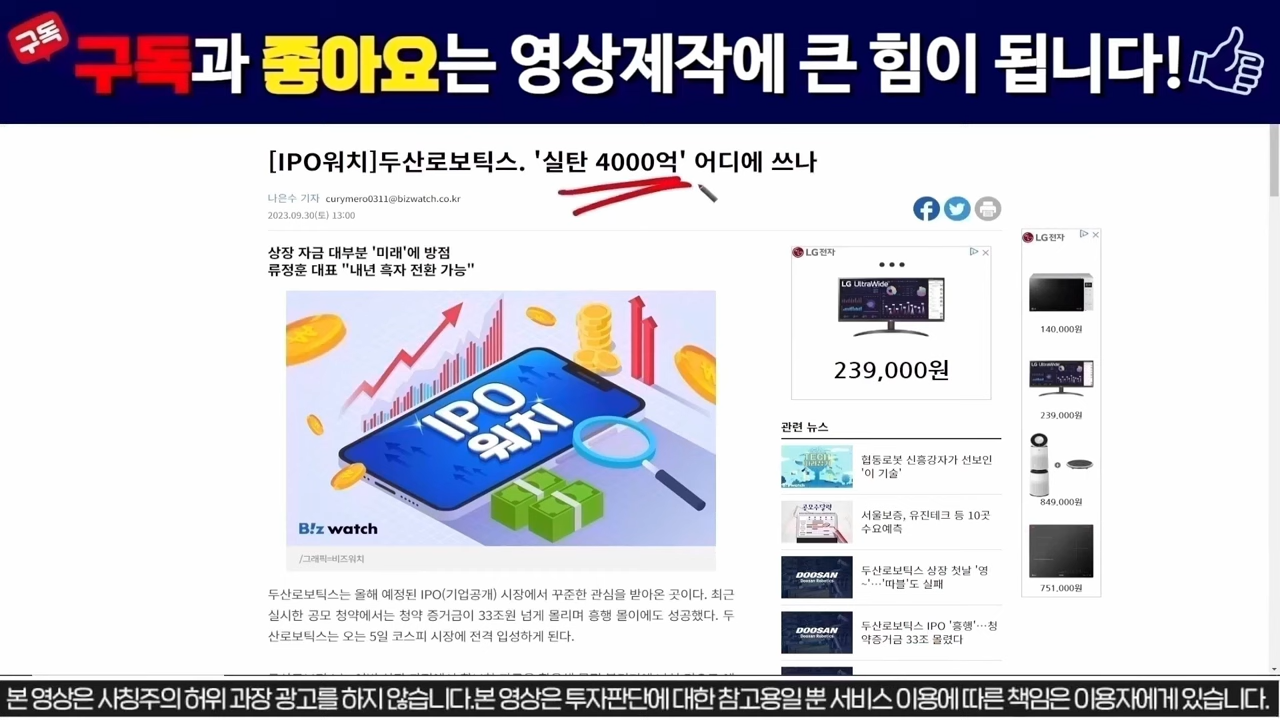 구독
구독과 좋아요는 영상제작에 큰 힘이 됩니다!
[IPO워치]두산로보틱스. '실탄 4000억' 어디에 쓰나
나은수 기자 curymero0311@bizwatch.co.kr
2023.09.30(토) 13:00
상장 자금 대부분 '미래'에 방점
류정훈 대표 "내년 흑자 전환 가능"
IPO
워치
B!z watch
/그래픽=비즈워치
두산로보틱스는 올해 예정된 IPO(기업공개) 시장에서 꾸준한 관심을 받아온 곳이다. 최근
실시한 공모 청약에서는 청약 증거금이 33조원 넘게 몰리며 흥행 몰이에도 성공했다. 두
산로보틱스는 오는 5일 코스피 시장에 전격 입성하게 된다.
LG전자
LG UltraWide
239,000원
관련 뉴스
협동로봇 신흥강자가 선보인
'이 기술'
공모주달력
서울보증, 유진테크 등 10곳
수요예측
DOOSAN
Doosan Robotics
두산로보틱스 상장 첫날 '영
~'…'따블'도 실패
DOOSAN
Doosan Robotics
두산로보틱스 IPO '흥행'…청
약증거금 33조 몰렸다
LG전자
140,000원
239,000원
849,000원
751,000원
본 영상은 사칭주의 허위 과장 광고를 하지 않습니다.본 영상은 투자판단에 대한 참고용일 뿐 서비스 이용에 따른 책임은 이용자에게 있습니다.